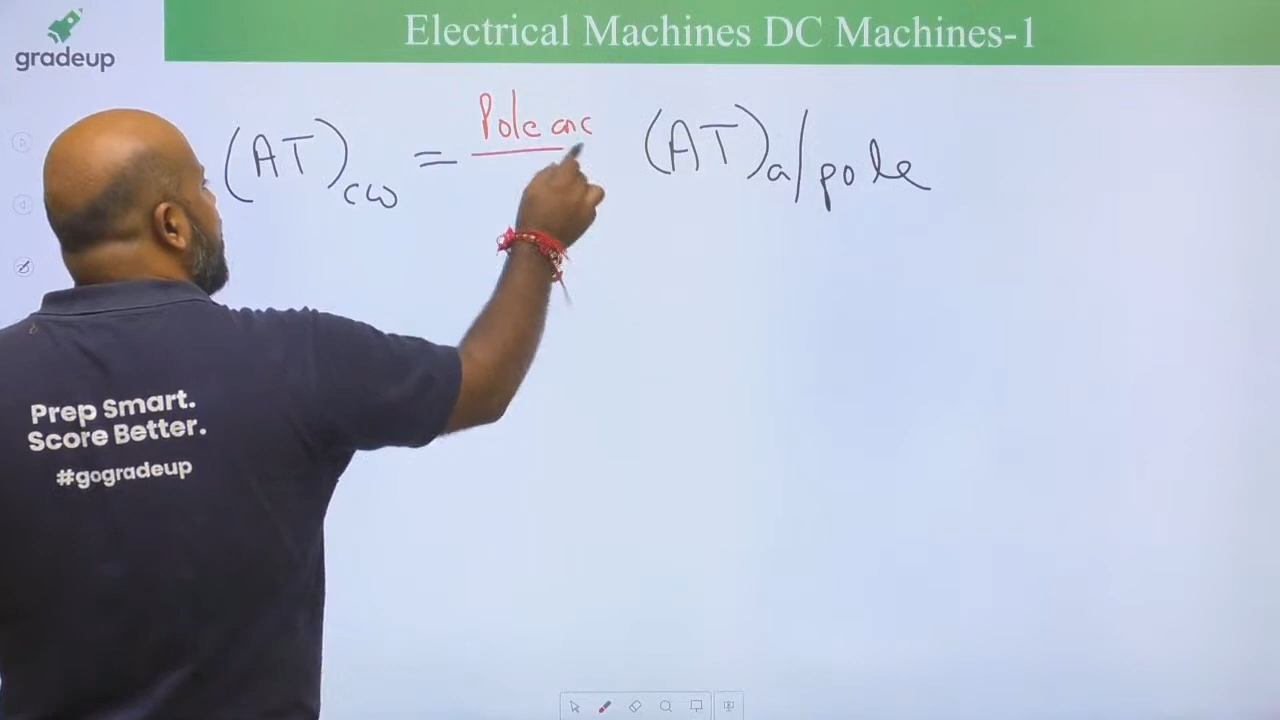 Electrical Machines DC Machines-1
gradeup
Pole arc
(AT)cw = (AT)a/pole
Prep Smart.
Score Better.
#gogradeup